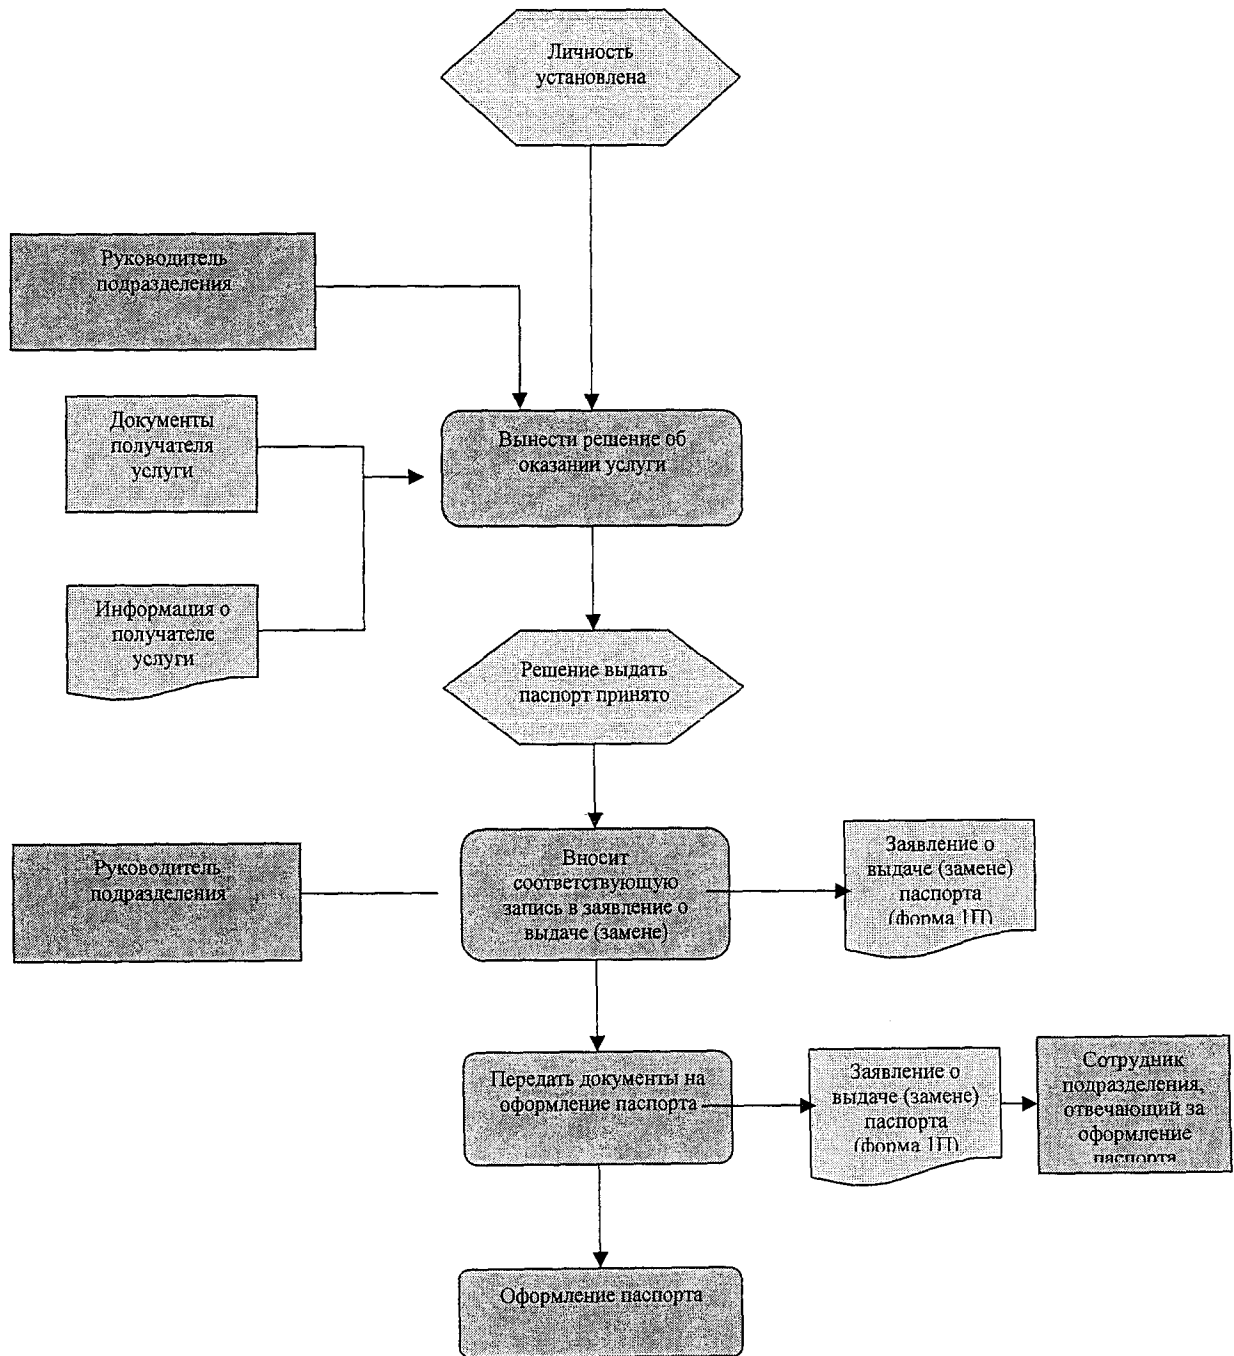 Личность
установлена
Руководитель
подразделения
Документы
получателя
услуги
Вынести решение об
оказании услуги
Информация о
получателе
услуги
Решение выдать
паспорт принято
Руководитель
подразделения
Вносит
соответствующую
запись в заявление о
выдаче (замене)
Заявление о
выдаче (замене)
паспорта
(форма 1П)
Передать документы на
оформление паспорта
Заявление о
выдаче (замене)
паспорта
(форма 1П)
Сотрудник
подразделения,
отвечающий за
оформление
паспорта
Оформление паспорта